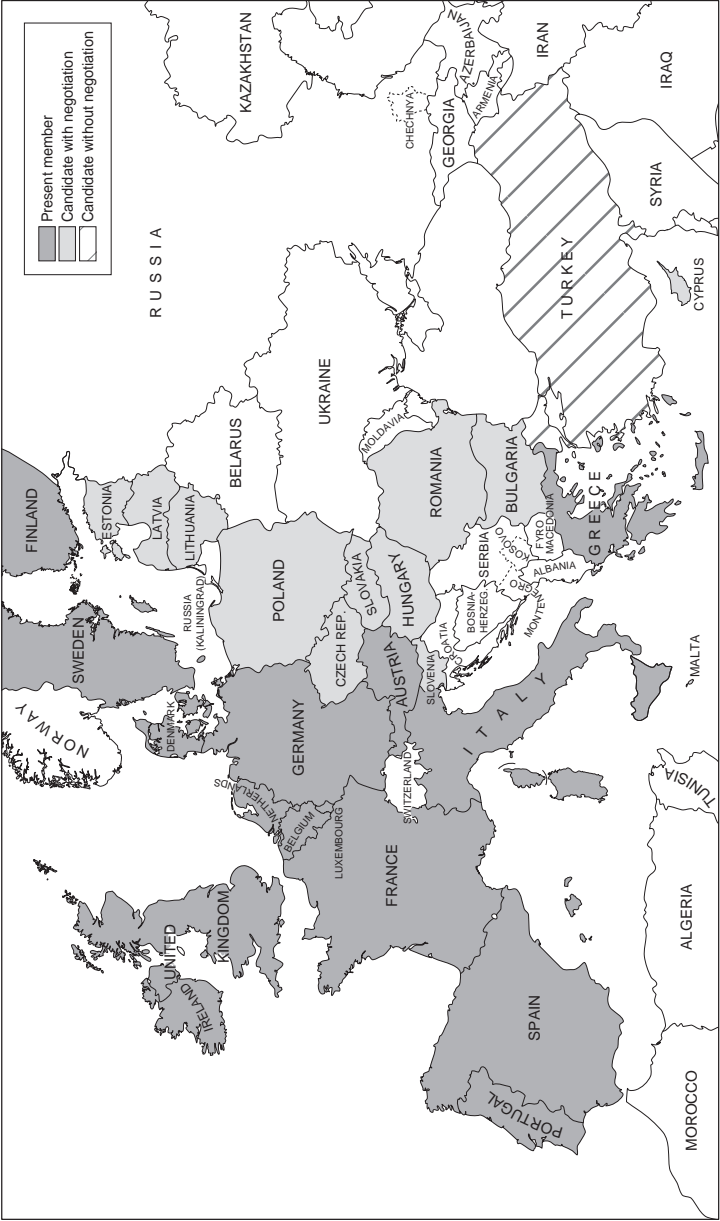 Present member
Candidate with negotiation
Candidate without negotiation
NORWAY
SWEDEN
FINLAND
RUSSIA
ESTONIA
LATVIA
LITHUANIA
RUSSIA
(KALININGRAD)
BELARUS
KAZAKHSTAN
UNITED
KINGDOM
IRELAND
DENMARK
NETHERLANDS
BELGIUM
LUXEMBOURG
GERMANY
POLAND
CZECH REP.
SLOVAKIA
UKRAINE
MOLDAVIA
CHECHNYA
FRANCE
SWITZERLAND
AUSTRIA
HUNGARY
SLOVENIA
CROATIA
ROMANIA
GEORGIA
AZERBAIJAN
ARMENIA
BOSNIA-
HERZEG.
SERBIA
KOSOVO
MONTENEGRO
BULGARIA
FYRO
MACEDONIA
ALBANIA
ITALY
PORTUGAL
SPAIN
GREECE
TURKEY
IRAN
IRAQ
SYRIA
CYPRUS
MALTA
MOROCCO
ALGERIA
TUNISIA